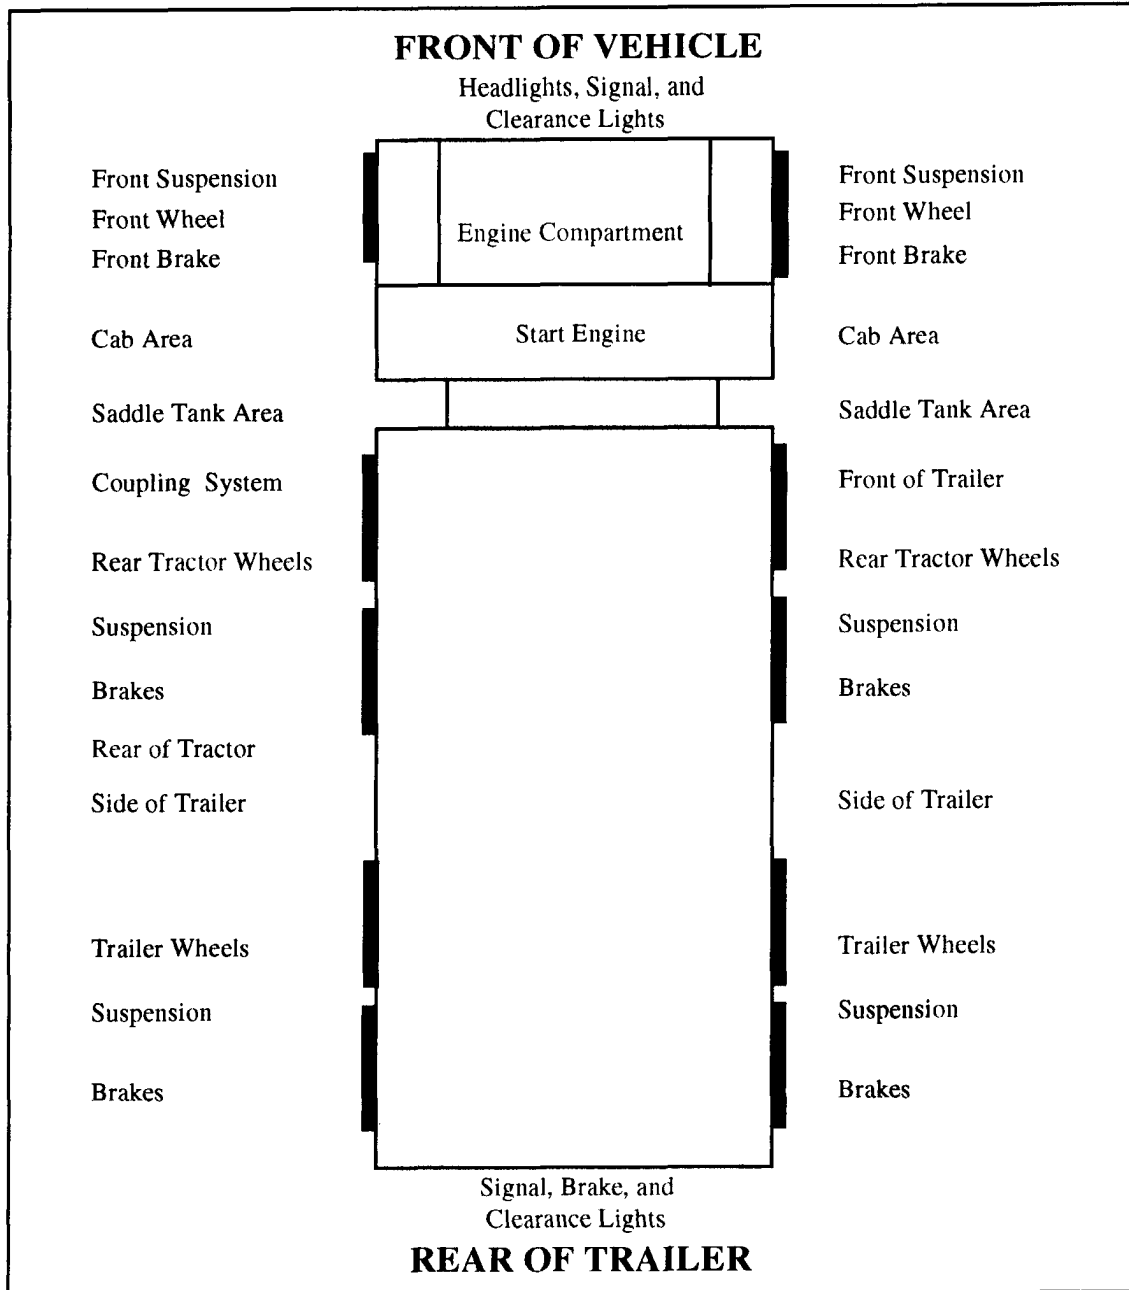 FRONT OF VEHICLE
Headlights, Signal, and
Clearance Lights
Front Suspension
Front Wheel
Front Brake
Cab Area
Saddle Tank Area
Coupling System
Rear Tractor Wheels
Suspension
Brakes
Rear of Tractor
Side of Trailer
Trailer Wheels
Suspension
Brakes
Engine Compartment
Start Engine
Front Suspension
Front Wheel
Front Brake
Cab Area
Saddle Tank Area
Front of Trailer
Rear Tractor Wheels
Suspension
Brakes
Side of Trailer
Trailer Wheels
Suspension
Brakes
Signal, Brake, and
Clearance Lights
REAR OF TRAILER